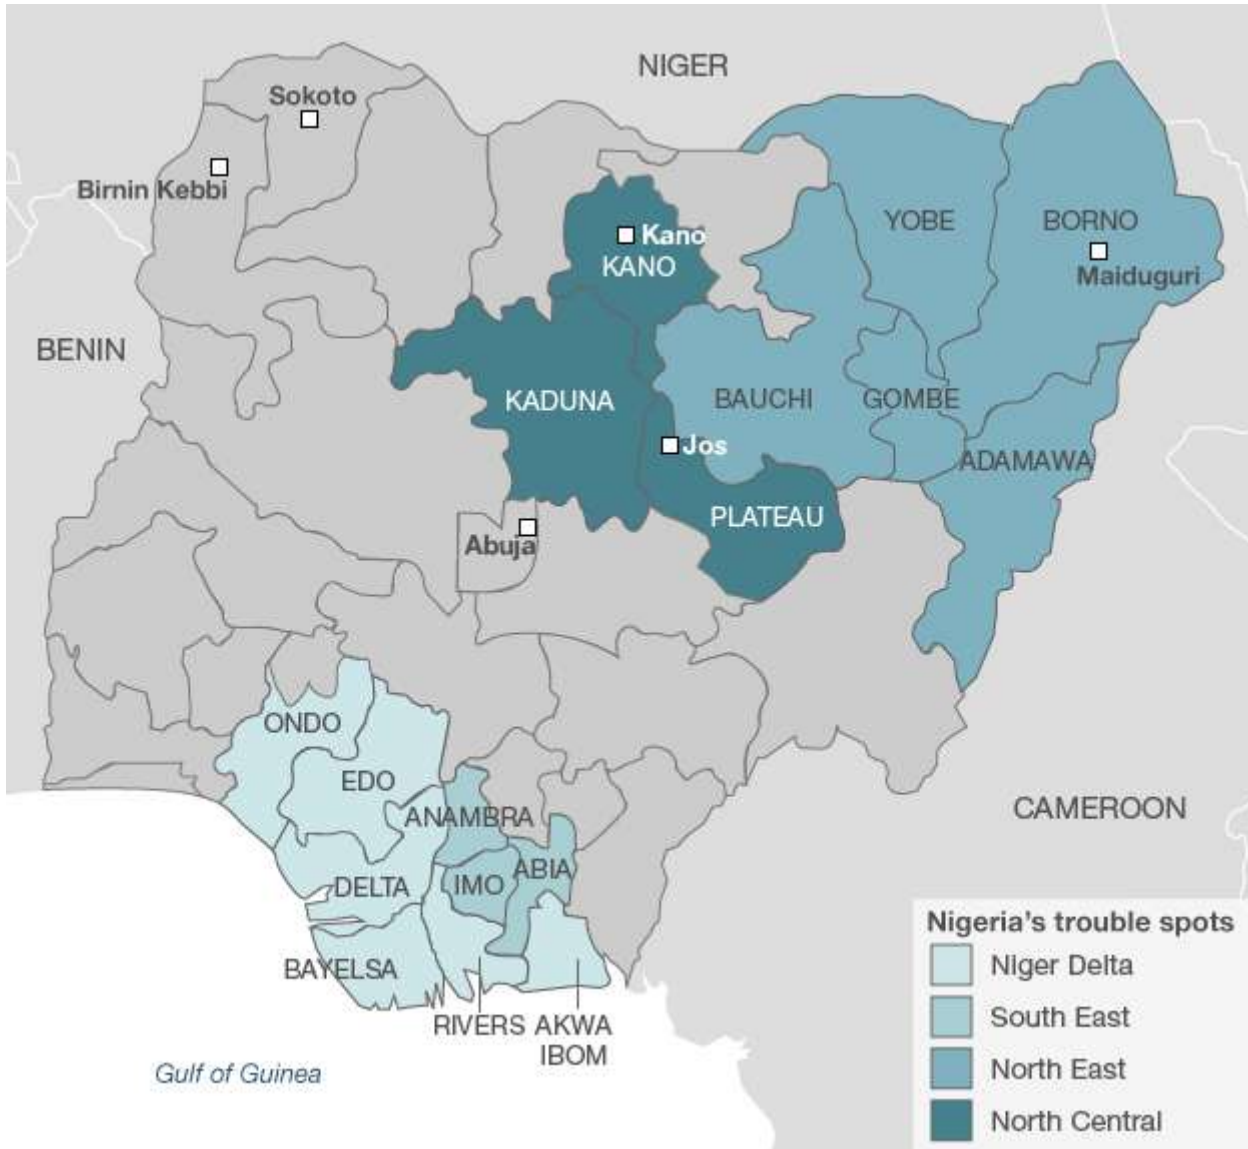 NIGER
Sokoto
Birnin Kebbi
YOBE
BORNO
Kano
KANO
Maiduguri
BENIN
KADUNA
BAUCHI
GOMBE
Jos
ADAMAWA
PLATEAU
Abuja
ONDO
EDO
ANAMBRA
CAMEROON
ABIA
IMO
DELTA
BAYELSA
RIVERS
AKWA
IBOM
Gulf of Guinea
Nigeria's trouble spots
Niger Delta
South East
North East
North Central